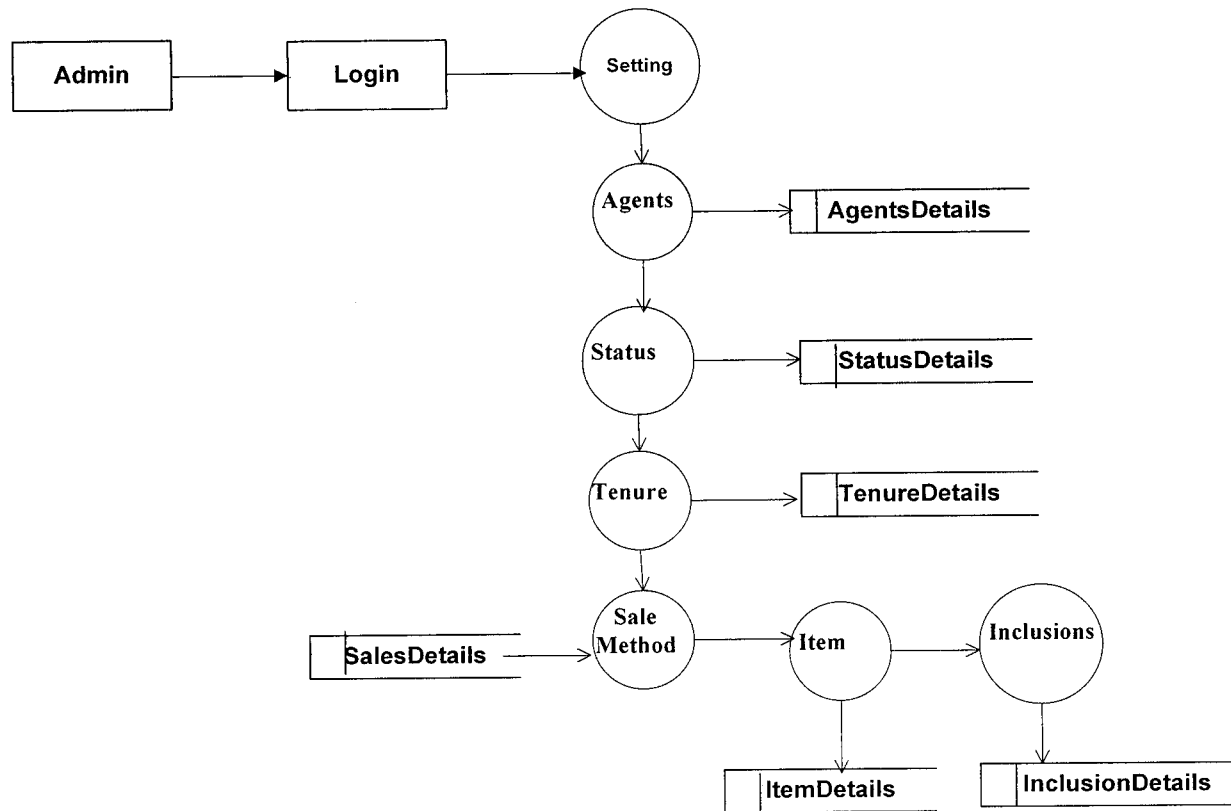 Admin
Login
Setting
Agents
AgentsDetails
Status
StatusDetails
Tenure
TenureDetails
Sale
Method
SalesDetails
Item
Inclusions
ItemDetails
InclusionDetails